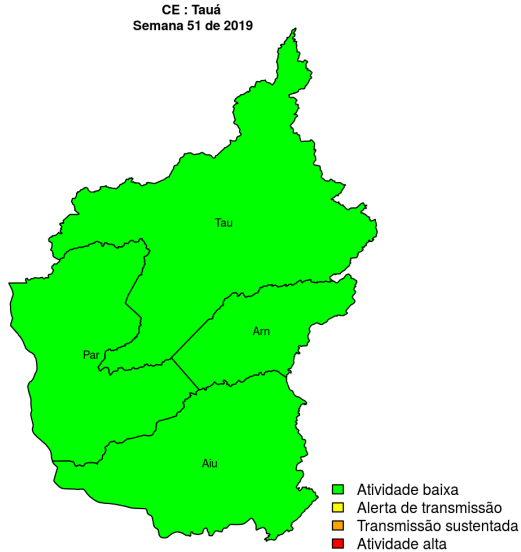 CE : Tauá
Semana 51 de 2019
Tau
Arn
Par
Aiu
Atividade baixa
Alerta de transmissão
Transmissão sustentada
Atividade alta